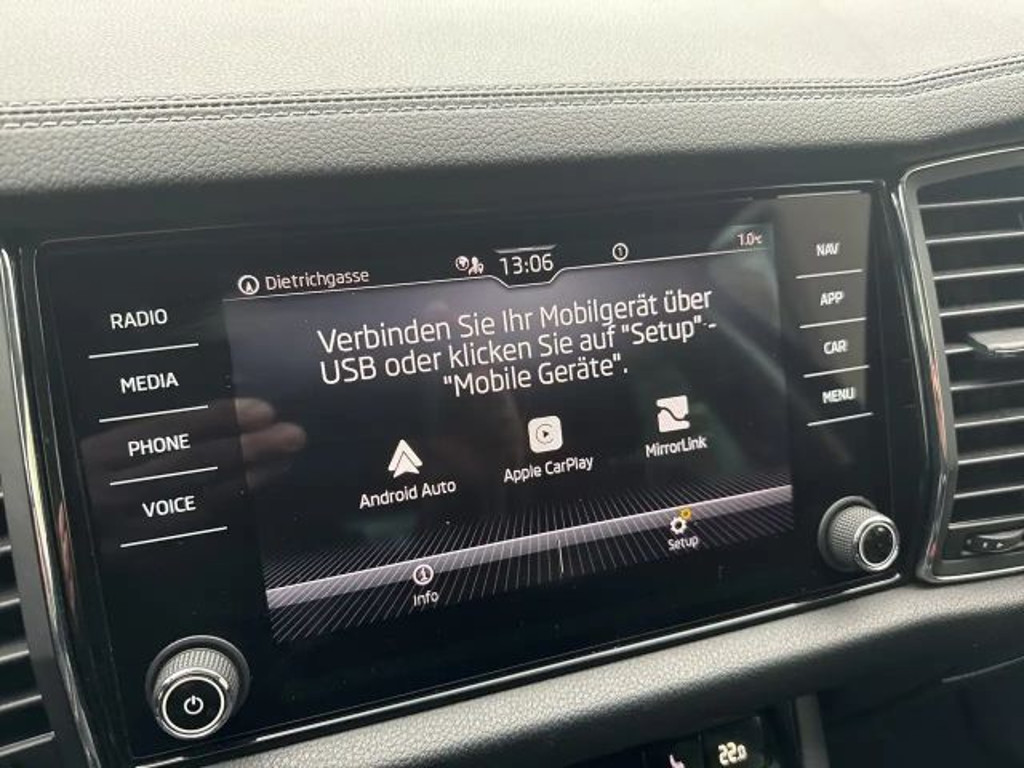 Dietrichgasse
13:06
1
1.0°C
Verbinden Sie Ihr Mobilgerät über
USB oder klicken Sie auf "Setup" -
"Mobile Geräte".
Android Auto
Apple CarPlay
MirrorLink
Info
Setup
RADIO
MEDIA
PHONE
VOICE
NAV
APP
CAR
MENU
22.0